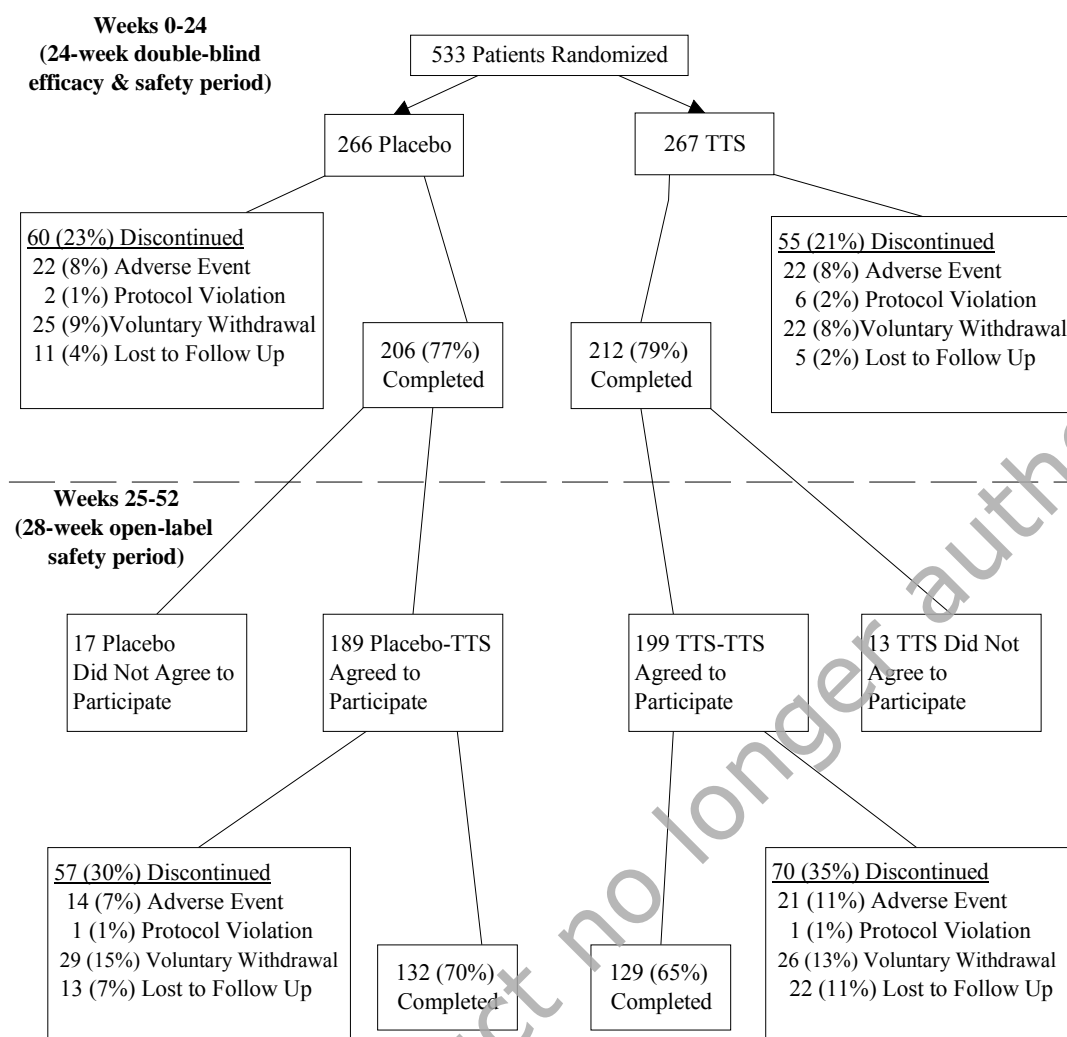 Weeks 0-24
(24-week double-blind
efficacy & safety period)
533 Patients Randomized
266 Placebo
267 TTS
60 (23%) Discontinued
22 (8%) Adverse Event
2 (1%) Protocol Violation
25 (9%)Voluntary Withdrawal
11 (4%) Lost to Follow Up
55 (21%) Discontinued
22 (8%) Adverse Event
6 (2%) Protocol Violation
22 (8%)Voluntary Withdrawal
5 (2%) Lost to Follow Up
206 (77%)
Completed
212 (79%)
Completed
Weeks 25-52
(28-week open-label
safety period)
17 Placebo
Did Not Agree to
Participate
189 Placebo-TTS
Agreed to
Participate
199 TTS-TTS
Agreed to
Participate
13 TTS Did Not
Agree to
Participate
57 (30%) Discontinued
14 (7%) Adverse Event
1 (1%) Protocol Violation
29 (15%) Voluntary Withdrawal
13 (7%) Lost to Follow Up
132 (70%)
Completed
129 (65%)
Completed
70 (35%) Discontinued
21 (11%) Adverse Event
1 (1%) Protocol Violation
26 (13%) Voluntary Withdrawal
22 (11%) Lost to Follow Up
no longer